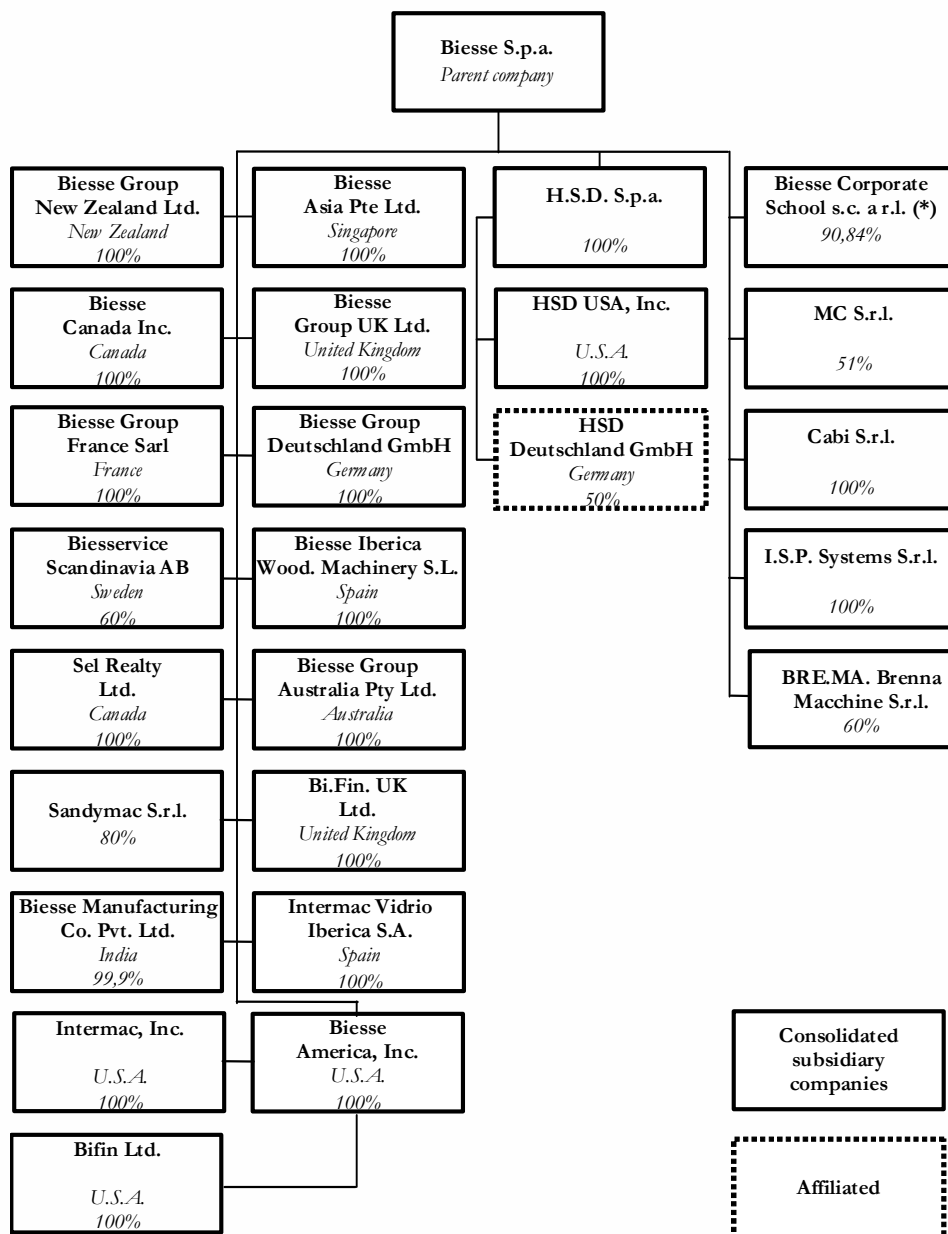 Biesse S.p.a.
Parent company
Biesse Group
New Zealand Ltd.
New Zealand
100%
Biesse
Asia Pte Ltd.
Singapore
100%
H.S.D. S.p.a.
100%
Biesse Corporate
School s.c. a r.l. (*)
90,84%
Biesse
Canada Inc.
Canada
100%
Biesse
Group UK Ltd.
United Kingdom
100%
HSD USA, Inc.
U.S.A.
100%
MC S.r.l.
51%
Biesse Group
France Sarl
France
100%
Biesse Group
Deutschland GmbH
Germany
100%
HSD
Deutschland GmbH
Germany
50%
Cabi S.r.l.
100%
Biesservice
Scandinavia AB
Sweden
60%
Biesse Iberica
Wood. Machinery S.L.
Spain
100%
I.S.P. Systems S.r.l.
100%
Sel Realty
Ltd.
Canada
100%
Biesse Group
Australia Pty Ltd.
Australia
100%
BRE.MA. Brenna
Macchine S.r.l.
60%
Sandymac S.r.l.
80%
Bi.Fin. UK
Ltd.
United Kingdom
100%
Biesse Manufacturing
Co. Pvt. Ltd.
India
99,9%
Intermac Vidrio
Iberica S.A.
Spain
100%
Intermac, Inc.
U.S.A.
100%
Biesse
America, Inc.
U.S.A.
100%
Consolidated
subsidiary
companies
Bifin Ltd.
U.S.A.
100%
Affiliated